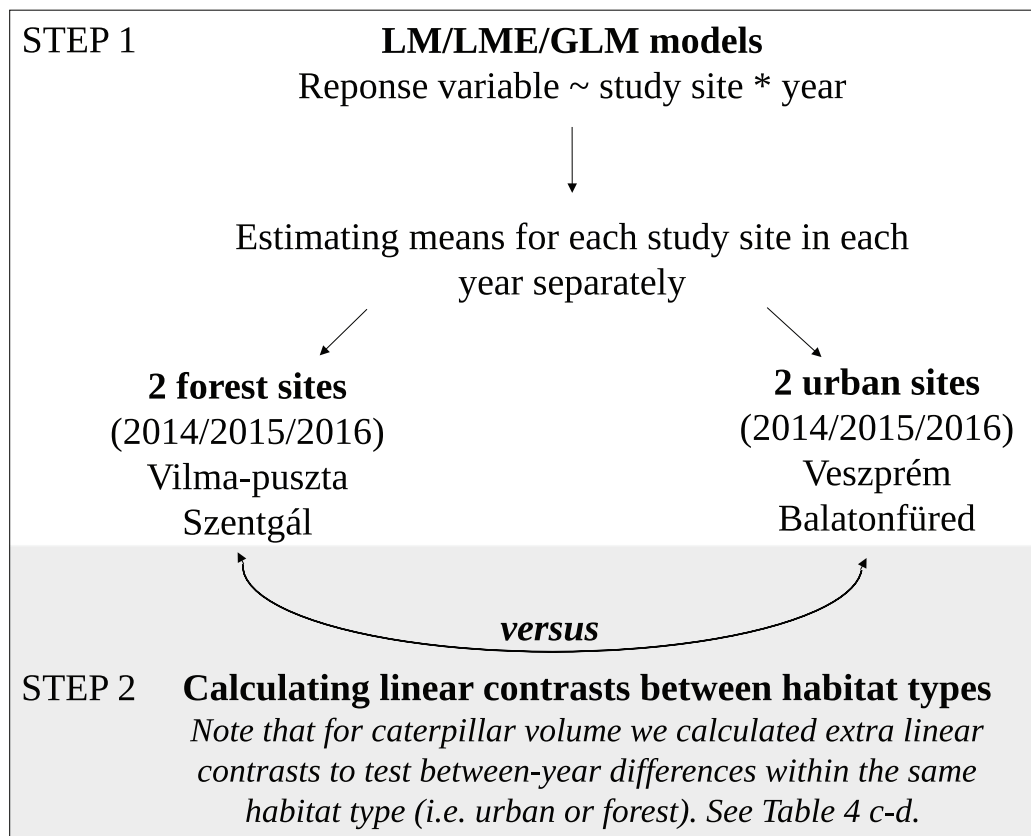 STEP 1
LM/LME/GLM models
Reponse variable ~ study site * year
Estimating means for each study site in each
year separately
2 forest sites
(2014/2015/2016)
Vilma-puszta
Szentgál
2 urban sites
(2014/2015/2016)
Veszprém
Balatonfüred
versus
STEP 2
Calculating linear contrasts between habitat types
Note that for caterpillar volume we calculated extra linear
contrasts to test between-year differences within the same
habitat type (i.e. urban or forest). See Table 4 c-d.